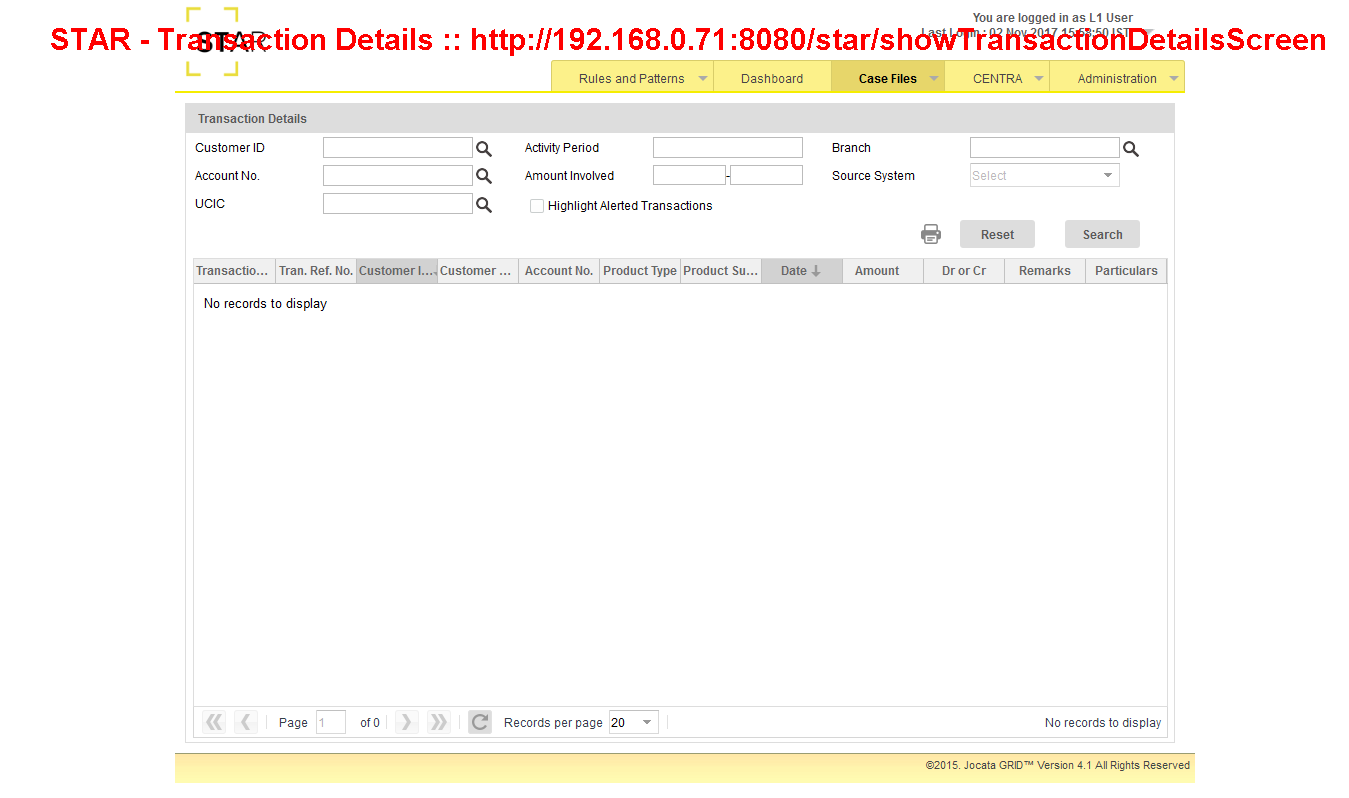 You are logged in as L1 User
STAR
STAR - Transaction Details :: http://192.168.0.71:8080/star/showTransactionDetailsScreen
Last Login : 02 Nov 2017 15:58:50 IST
Rules and Patterns Dashboard Case Files CENTRA Administration
Transaction Details
Customer ID Activity Period Branch
Account No. Amount Involved - Source System Select
UCIC Highlight Alerted Transactions
Reset Search
Transactio... Tran. Ref. No. Customer I... Customer ... Account No. Product Type Product Su... Date Amount Dr or Cr Remarks Particulars
No records to display
Page 1 of 0 Records per page 20 No records to display
©2015. Jocata GRID™ Version 4.1 All Rights Reserved